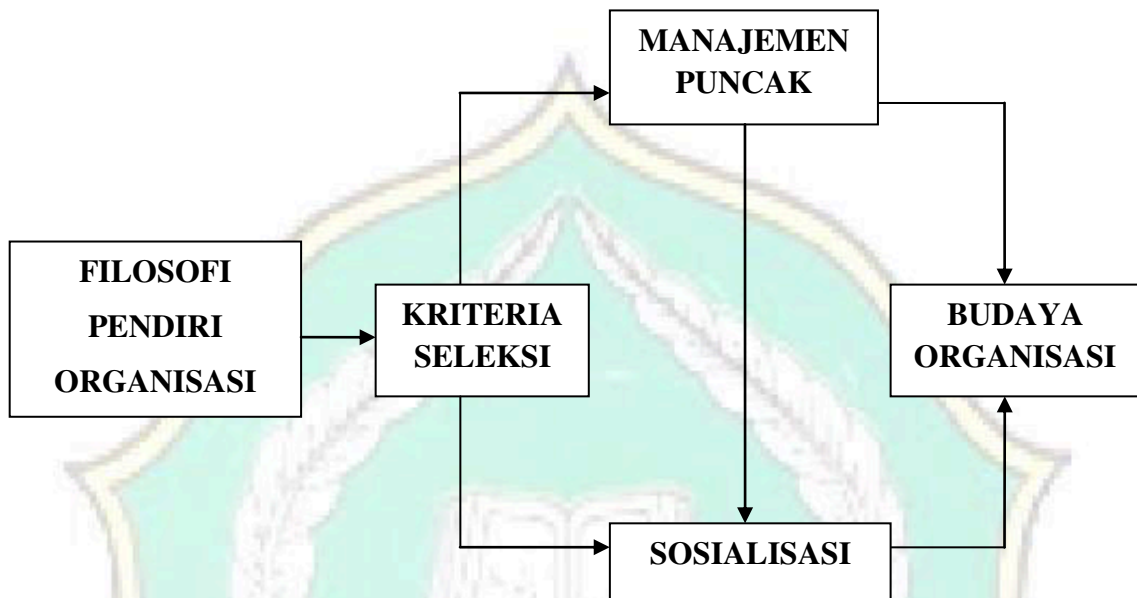 MANAJEMEN
PUNCAK
FILOSOFI
PENDIRI
ORGANISASI
KRITERIA
SELEKSI
BUDAYA
ORGANISASI
SOSIALISASI